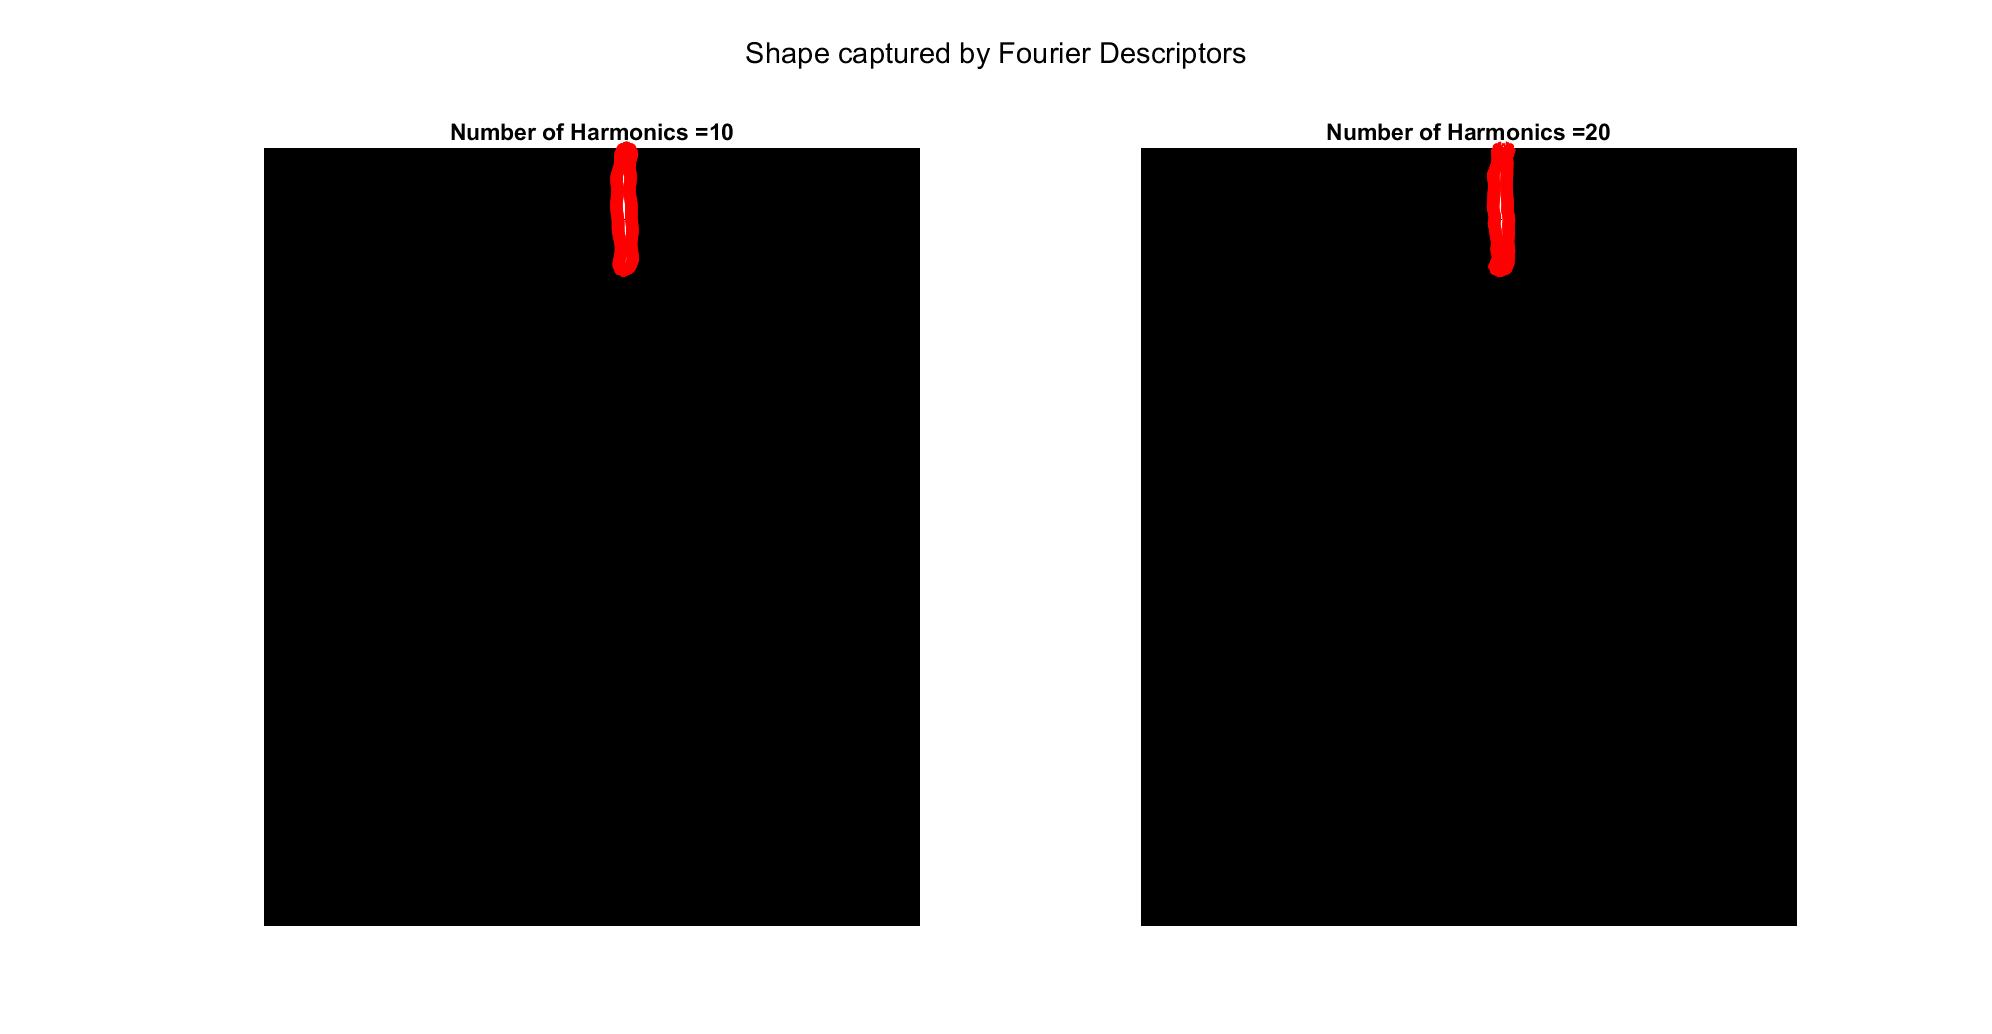 Shape captured by Fourier Descriptors
Number of Harmonics =10
Number of Harmonics =20